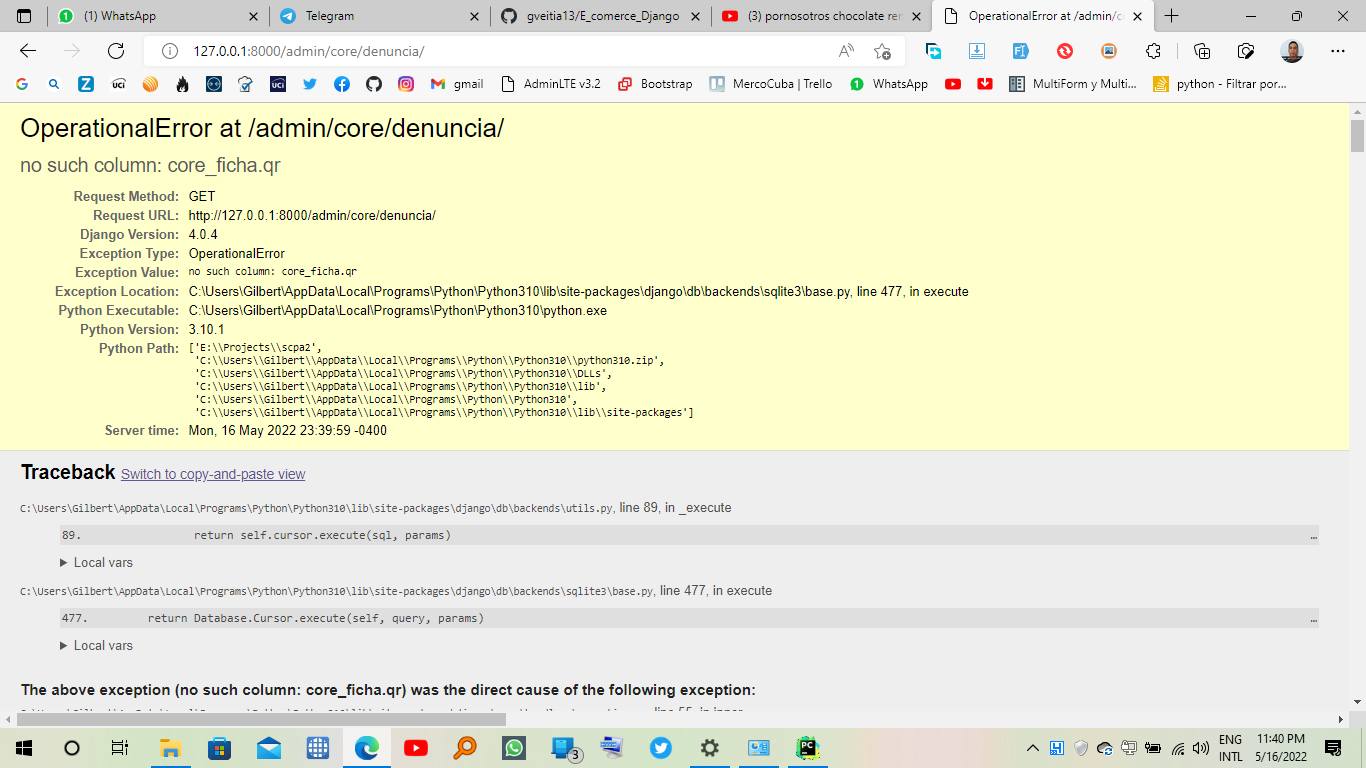 (1) WhatsApp
Telegram
gveitia13/E_comerce_Django
(3) pornosotros chocolate rer
OperationalError at /admin/c
127.0.0.1:8000/admin/core/denuncia/
gmail
AdminLTE v3.2
Bootstrap
MercoCuba | Trello
WhatsApp
MultiForm y Multi...
python - Filtrar por...
OperationalError at /admin/core/denuncia/
no such column: core_ficha.qr
Request Method: GET
Request URL: http://127.0.0.1:8000/admin/core/denuncia/
Django Version: 4.0.4
Exception Type: OperationalError
Exception Value: no such column: core_ficha.qr
Exception Location: C:\Users\Gilbert\AppData\Local\Programs\Python\Python310\lib\site-packages\django\db\backends\sqlite3\base.py, line 477, in execute
Python Executable: C:\Users\Gilbert\AppData\Local\Programs\Python\Python310\python.exe
Python Version: 3.10.1
Python Path: ['E:\\Projects\\scpa2',
'C:\\Users\\Gilbert\\AppData\\Local\\Programs\\Python\\Python310\\python310.zip',
'C:\\Users\\Gilbert\\AppData\\Local\\Programs\\Python\\Python310\\DLLs',
'C:\\Users\\Gilbert\\AppData\\Local\\Programs\\Python\\Python310\\lib',
'C:\\Users\\Gilbert\\AppData\\Local\\Programs\\Python\\Python310',
'C:\\Users\\Gilbert\\AppData\\Local\\Programs\\Python\\Python310\\lib\\site-packages']
Server time: Mon, 16 May 2022 23:39:59 -0400
Traceback Switch to copy-and-paste view
C:\Users\Gilbert\AppData\Local\Programs\Python\Python310\lib\site-packages\django\db\backends\utils.py, line 89, in _execute
89. return self.cursor.execute(sql, params) …
Local vars
C:\Users\Gilbert\AppData\Local\Programs\Python\Python310\lib\site-packages\django\db\backends\sqlite3\base.py, line 477, in execute
477. return Database.Cursor.execute(self, query, params) …
Local vars
The above exception (no such column: core_ficha.qr) was the direct cause of the following exception:
ENG
INTL
11:40 PM
5/16/2022